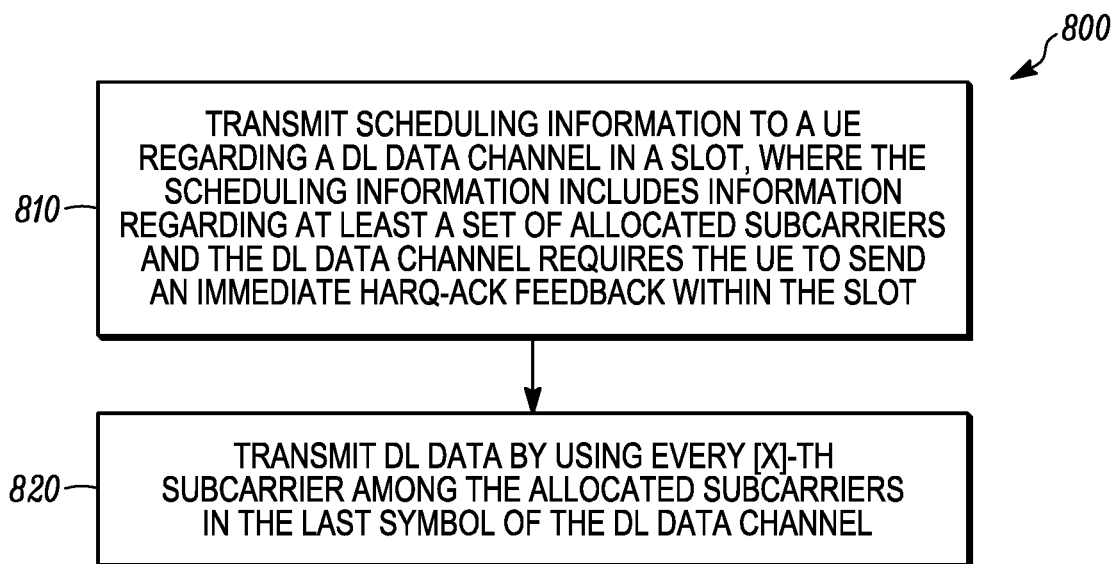 800
TRANSMIT SCHEDULING INFORMATION TO A UE
REGARDING A DL DATA CHANNEL IN A SLOT, WHERE THE
SCHEDULING INFORMATION INCLUDES INFORMATION
810
REGARDING AT LEAST A SET OF ALLOCATED SUBCARRIERS
AND THE DL DATA CHANNEL REQUIRES THE UE TO SEND
AN IMMEDIATE HARQ-ACK FEEDBACK WITHIN THE SLOT
TRANSMIT DL DATA BY USING EVERY [X]-TH
820
SUBCARRIER AMONG THE ALLOCATED SUBCARRIERS
IN THE LAST SYMBOL OF THE DL DATA CHANNEL